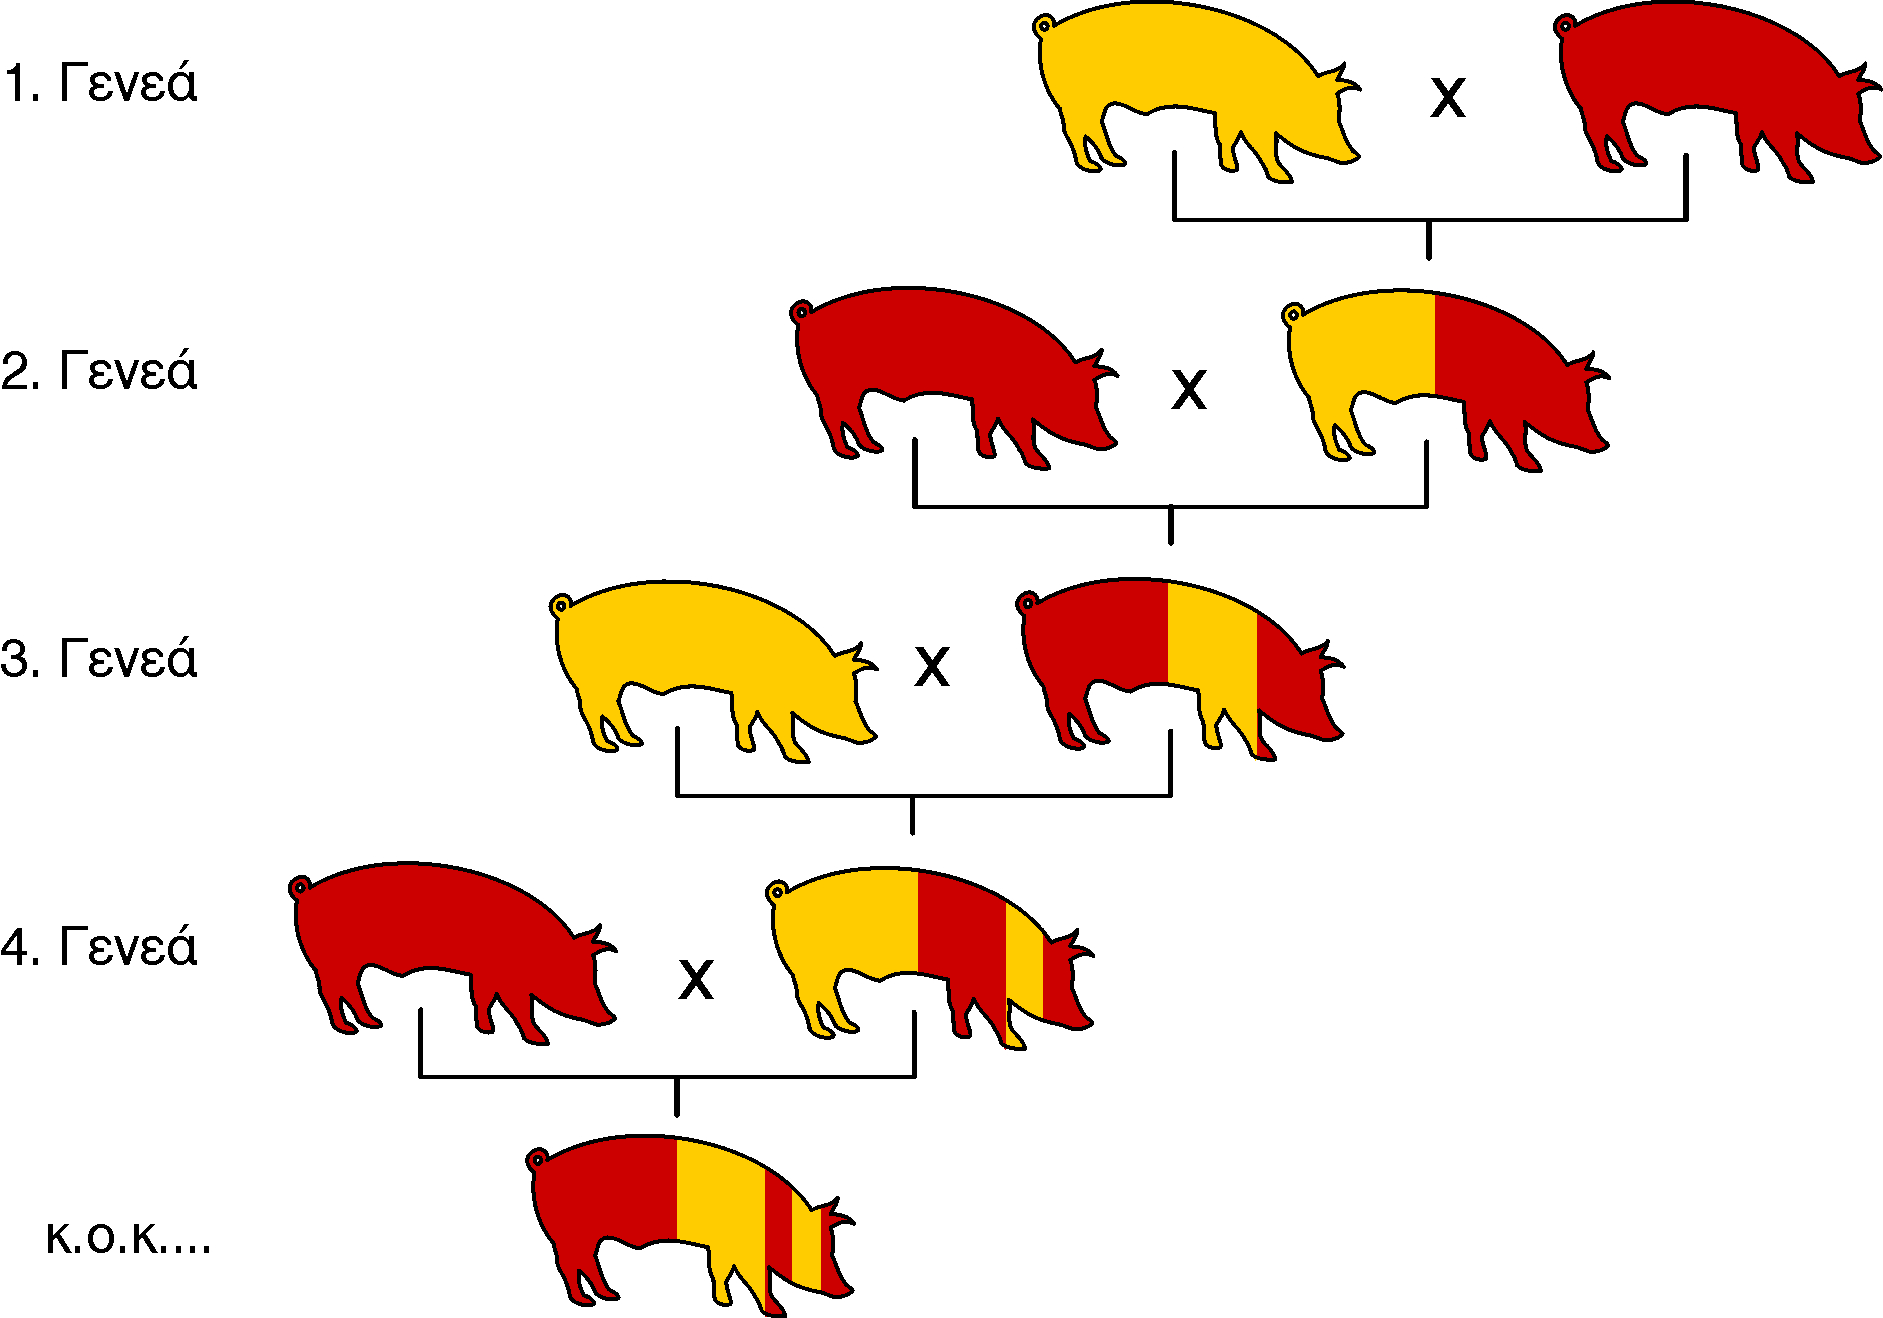 1. Γενεά
x
2. Γενεά
x
3. Γενεά
x
4. Γενεά
x
κ.ο.κ....